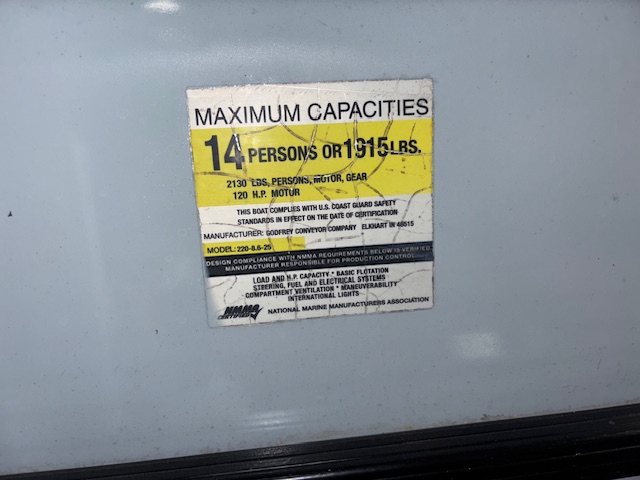 MAXIMUM CAPACITIES
14 PERSONS OR 1915 LBS.
2130 LBS, PERSONS, MOTOR, GEAR
120 H.P. MOTOR
THIS BOAT COMPLIES WITH U.S. COAST GUARD SAFETY
STANDARDS IN EFFECT ON THE DATE OF CERTIFICATION
MANUFACTURER: GODFREY CONVEYOR COMPANY ELKHART IN 46515
MODEL: 220-8.6-25
DESIGN COMPLIANCE WITH NMMA REQUIREMENTS BELOW IS VERIFIED.
MANUFACTURER RESPONSIBLE FOR PRODUCTION CONTROL.
LOAD AND H.P. CAPACITY * BASIC FLOTATION
STEERING, FUEL AND ELECTRICAL SYSTEMS
COMPARTMENT VENTILATION * MANEUVERABILITY
INTERNATIONAL LIGHTS
NMMA
CERTIFIED
NATIONAL MARINE MANUFACTURERS ASSOCIATION